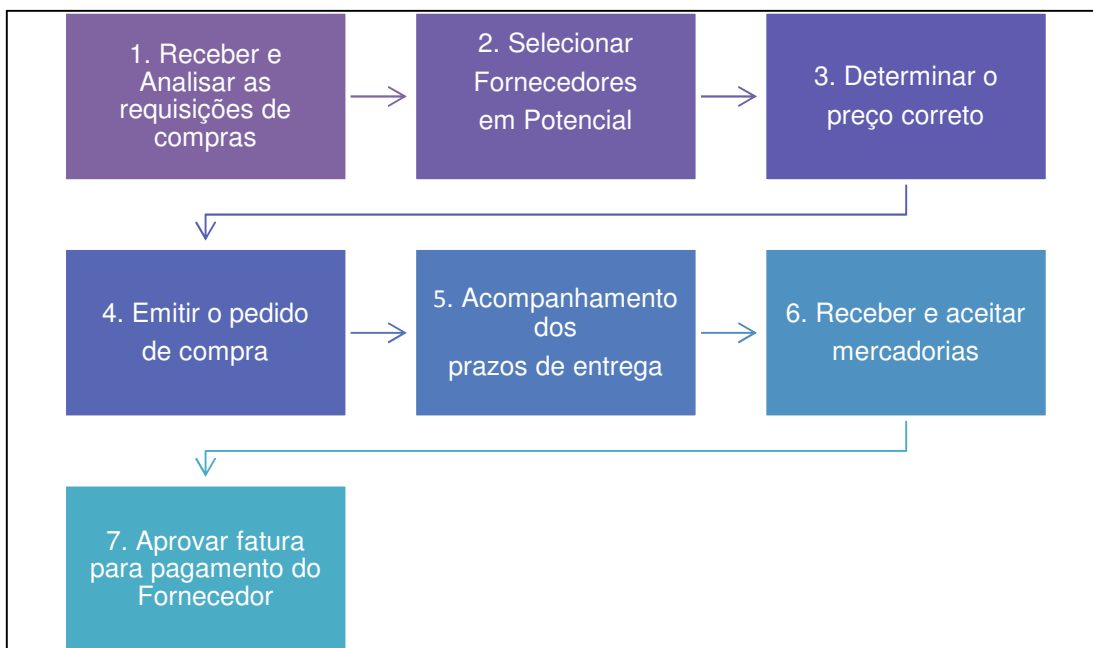 1. Receber e
Analisar as
requisições de
compras
2. Selecionar
Fornecedores
em Potencial
3. Determinar o
preço correto
4. Emitir o pedido
de compra
5. Acompanhamento
dos
prazos de entrega
6. Receber e aceitar
mercadorias
7. Aprovar fatura
para pagamento do
Fornecedor